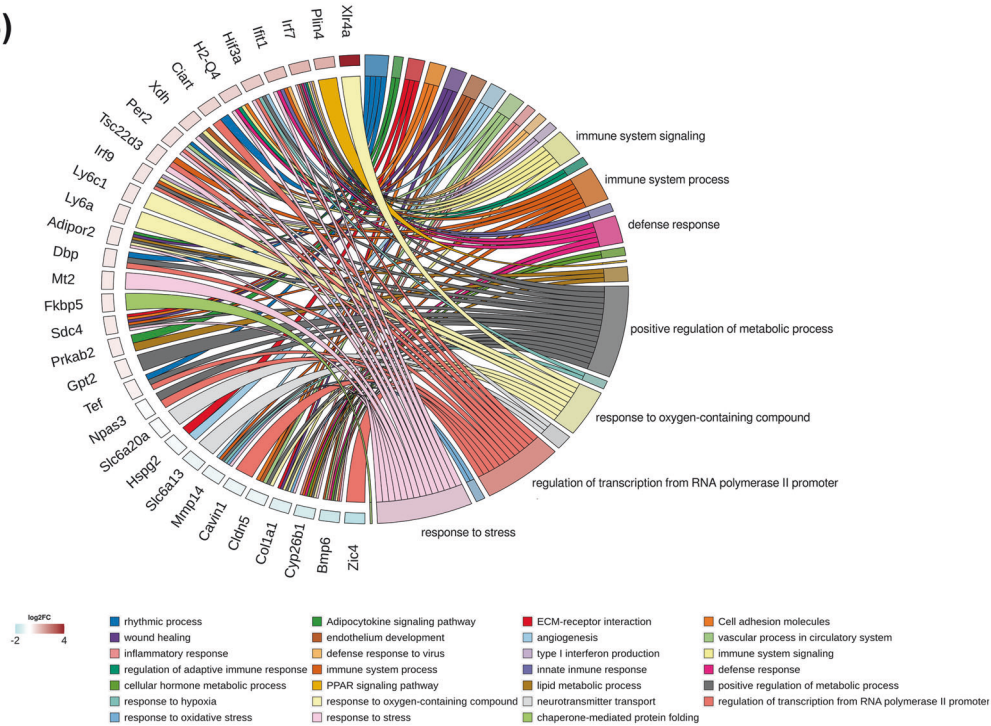 )
Xlr4a
Plin4
Irf7
Ifit1
Hif3a
H2-Q4
Ciart
Xdh
Per2
Tsc22d3
Irf9
Ly6c1
Ly6a
Adipor2
Dbp
Mt2
Fkbp5
Sdc4
Prkab2
Gpt2
Tef
Npas3
Slc6a20a
Hspg2
Slc6a13
Mmp14
Cavin1
Cldn5
Col1a1
Cyp26b1
Bmp6
Zic4
immune system signaling
immune system process
defense response
positive regulation of metabolic process
response to oxygen-containing compound
regulation of transcription from RNA polymerase II promoter
response to stress
log2FC
-2 4
rhythmic process Adipocytokine signaling pathway ECM-receptor interaction Cell adhesion molecules
wound healing endothelium development angiogenesis vascular process in circulatory system
inflammatory response defense response to virus type I interferon production immune system signaling
regulation of adaptive immune response immune system process innate inmune response defense response
cellular hormone metabolic process PPAR signaling pathway lipid metabolic process positive regulation of metabolic process
response to hypoxia response to oxygen-containing compound neurotransmitter transport regulation of transcription from RNA polymerase II promoter
response to oxidative stress response to stress chaperone-mediated protein folding